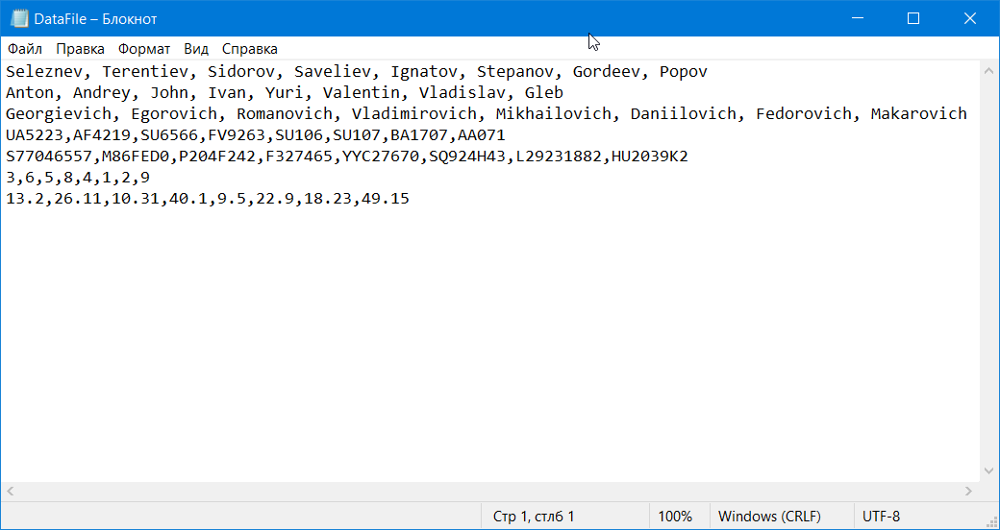 DataFile – Блокнот
Файл Правка Формат Вид Справка
Seleznev, Terentiev, Sidorov, Saveliev, Ignatov, Stepanov, Gordeev, Popov
Anton, Andrey, John, Ivan, Yuri, Valentin, Vladislav, Gleb
Georgievich, Egorovich, Romanovich, Vladimirovich, Mikhailovich, Daniilovich, Fedorovich, Makarovich
UA5223,AF4219,SU6566,FV9263,SU106,SU107,BA1707,AA071
S77046557,M86FED0,P204F242,F327465,YYC27670,SQ924H43,L29231882,HU2039K2
3,6,5,8,4,1,2,9
13.2,26.11,10.31,40.1,9.5,22.9,18.23,49.15
Стр 1, стлб 1 100% Windows (CRLF) UTF-8